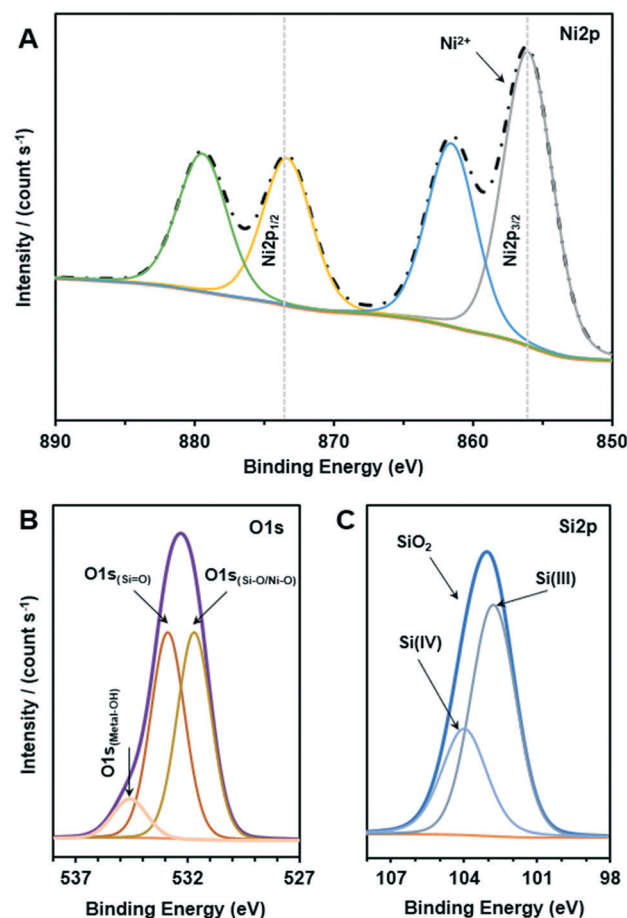 A
Ni2p
Ni²⁺
Intensity / (count s⁻¹)
Ni2p₁/₂
Ni2p₃/₂
890 880 870 860 850
Binding Energy (eV)
B
O1s
O1s(Si=O)
O1s(Si-O/Ni-O)
O1s(Metal-OH)
Intensity / (count s⁻¹)
537 532 527
Binding Energy (eV)
C
Si2p
SiO₂
Si(III)
Si(IV)
107 104 101 98
Binding Energy (eV)